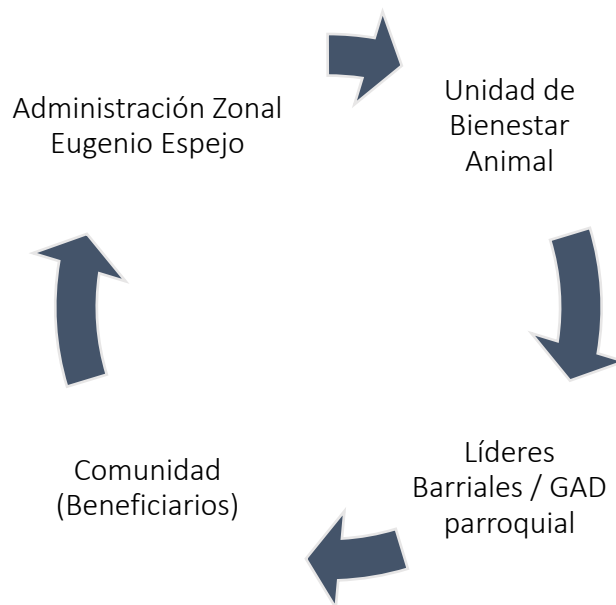 Administración Zonal
Eugenio Espejo
Unidad de
Bienestar
Animal
Líderes
Barriales / GAD
parroquial
Comunidad
(Beneficiarios)